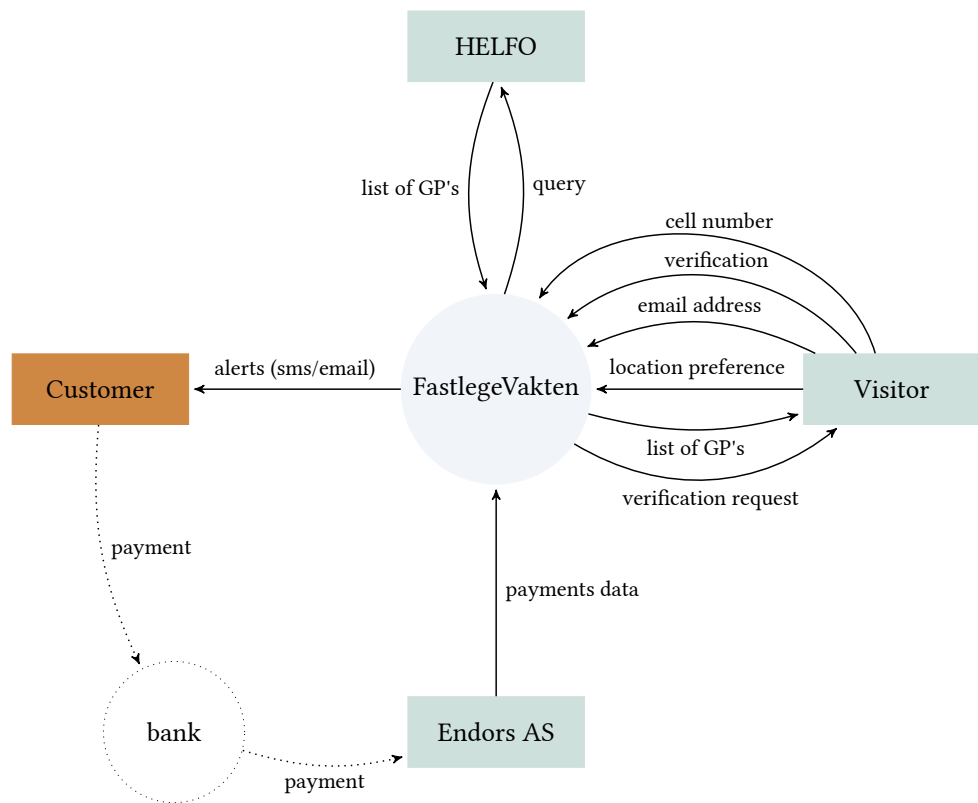 HELFO
list of GP's
query
cell number
verification
email address
alerts (sms/email)
location preference
Customer
FastlegeVakten
Visitor
list of GP's
verification request
payment
payments data
bank
Endors AS
payment